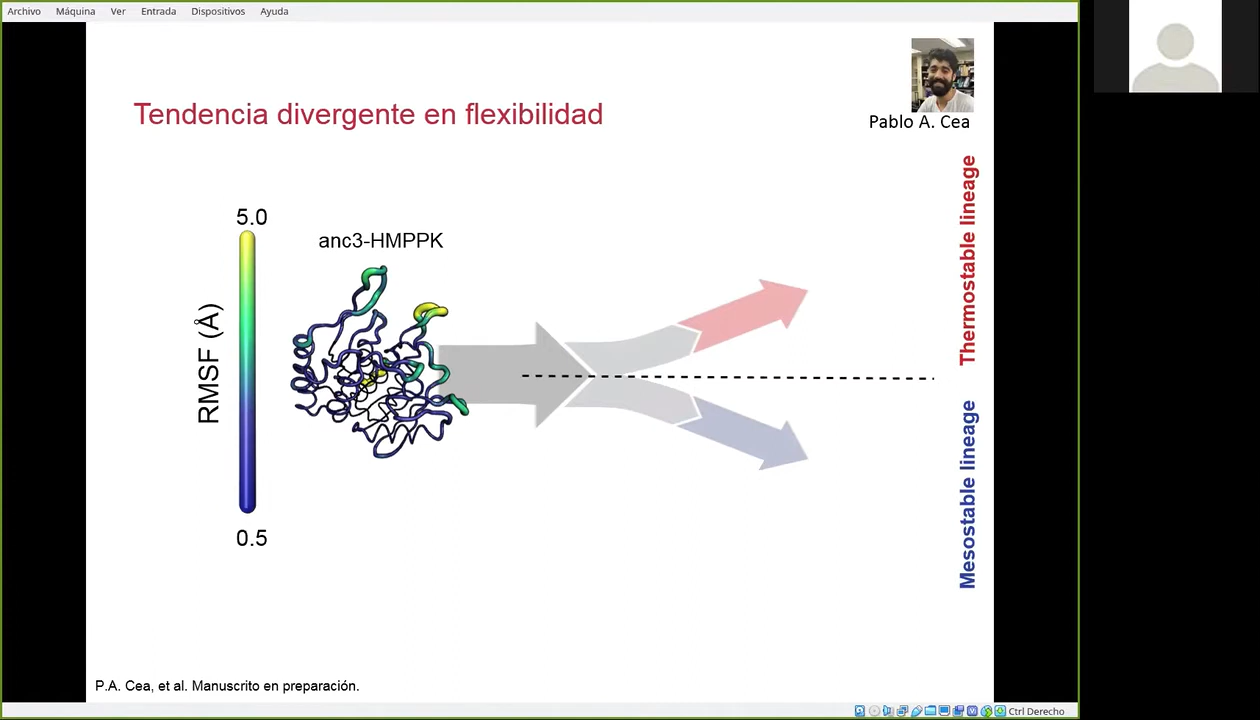 Archivo Máquina Ver Entrada Dispositivos Ayuda
Tendencia divergente en flexibilidad
Pablo A. Cea
5.0
RMSF (Å)
0.5
anc3-HMPPK
Thermostable lineage
Mesostable lineage
P.A. Cea, et al. Manuscrito en preparación.
Ctrl Derecho